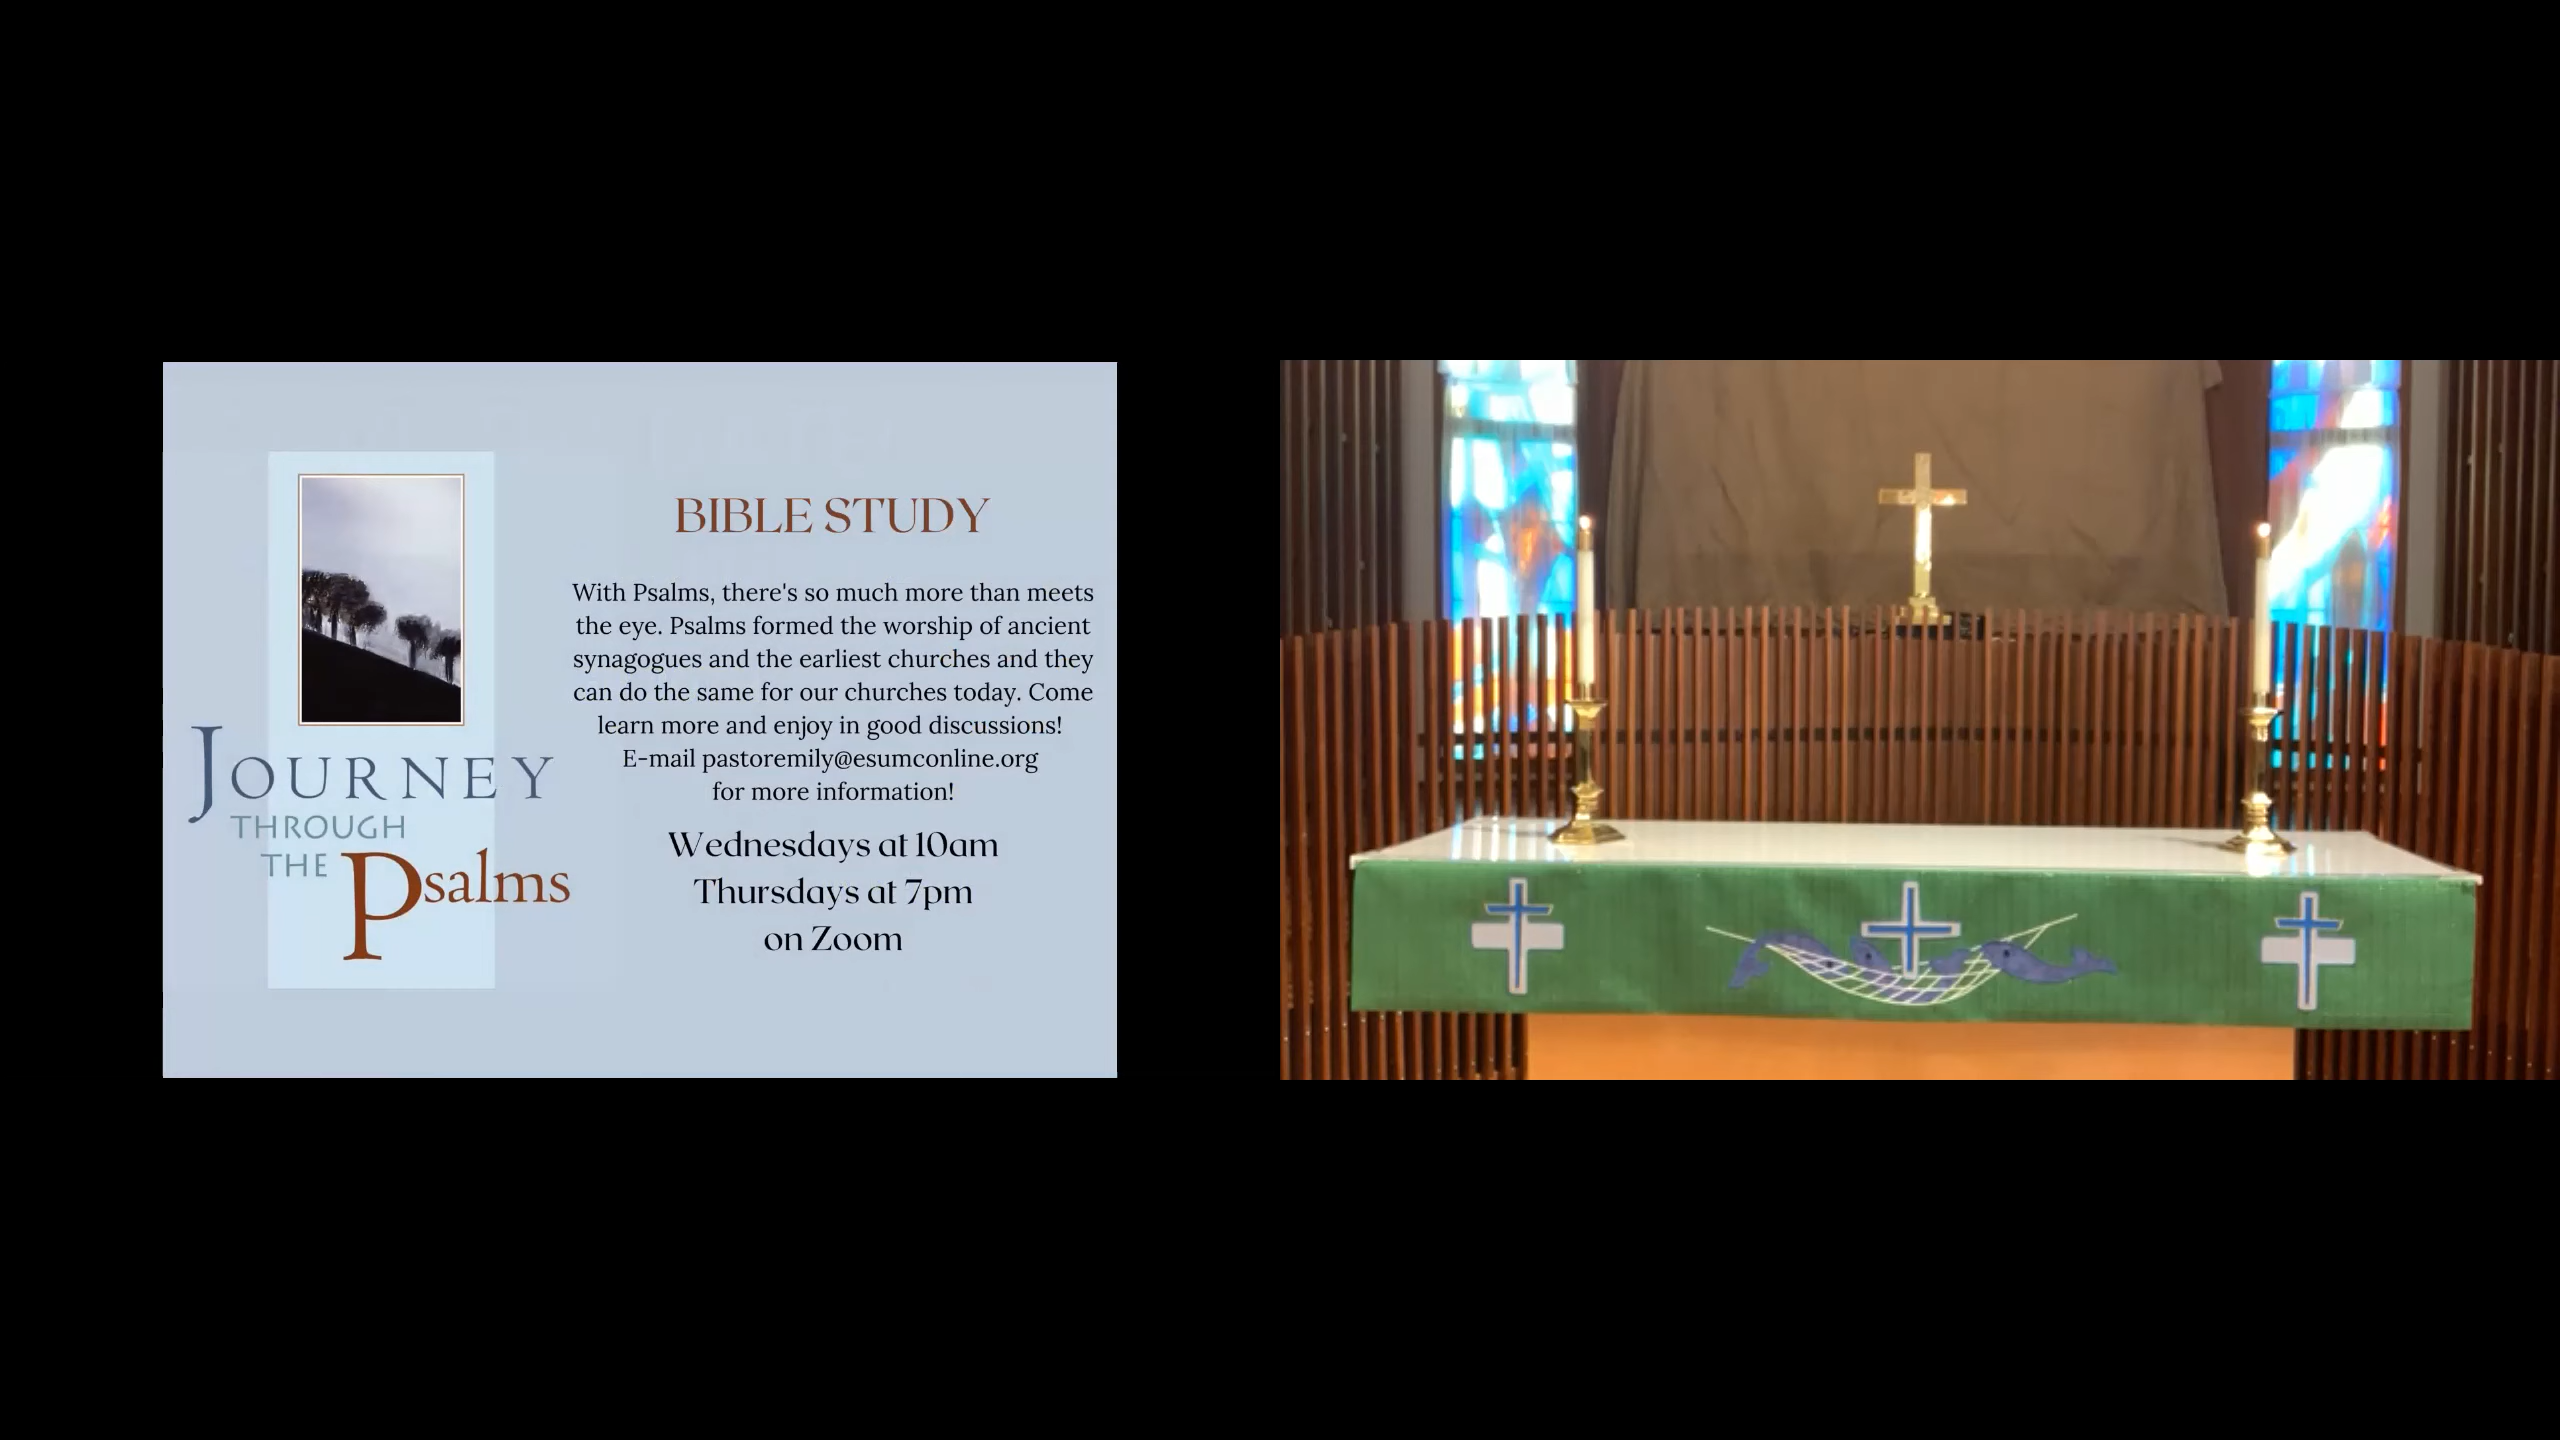 JOURNEY
THROUGH
THE Psalms
BIBLE STUDY
With Psalms, there's so much more than meets
the eye. Psalms formed the worship of ancient
synagogues and the earliest churches and they
can do the same for our churches today. Come
learn more and enjoy in good discussions!
E-mail pastoremily@esumconline.org
for more information!
Wednesdays at 10am
Thursdays at 7pm
on Zoom